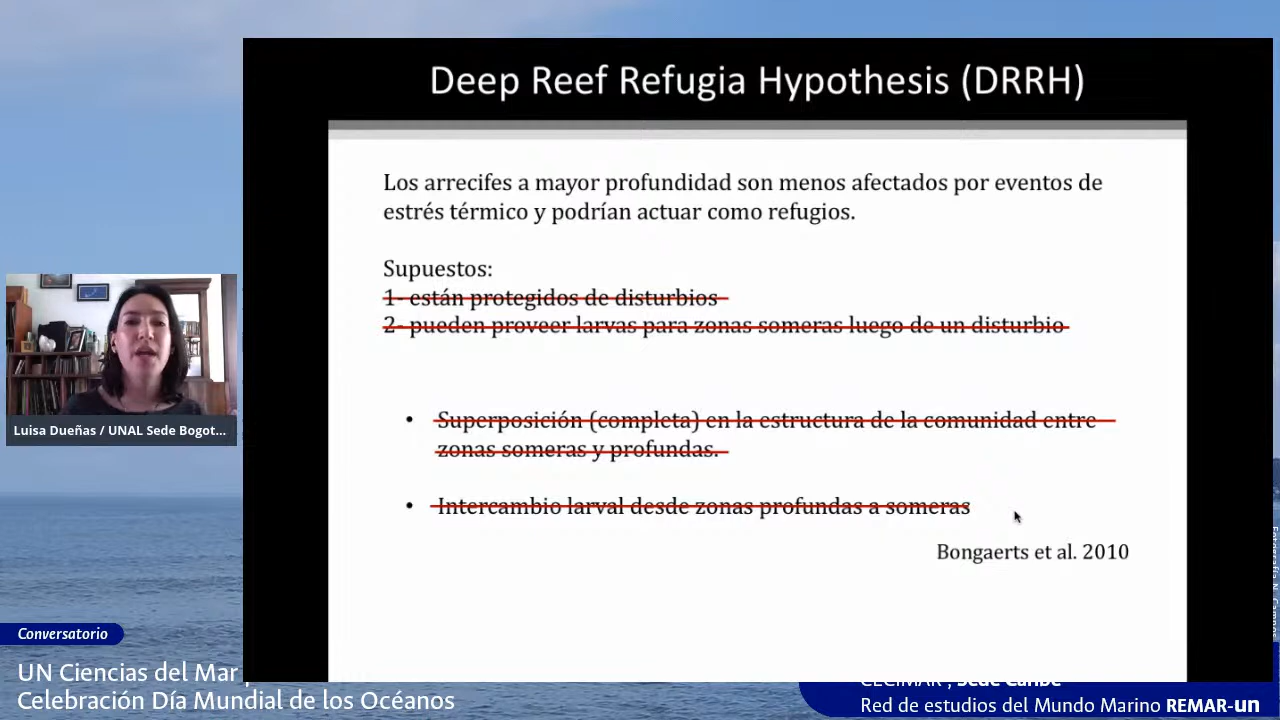 Deep Reef Refugia Hypothesis (DRRH)
Los arrecifes a mayor profundidad son menos afectados por eventos de
estrés térmico y podrían actuar como refugios.
Supuestos:
1- están protegidos de disturbios
2- pueden proveer larvas para zonas someras luego de un disturbio
• Superposición (completa) en la estructura de la comunidad entre
zonas someras y profundas.
• Intercambio larval desde zonas profundas a someras
Bongaerts et al. 2010
Luisa Dueñas / UNAL Sede Bogot...
Conversatorio
UN Ciencias del Mar
Celebración Día Mundial de los Océanos
CECIMAR , Sede Caribe
Red de estudios del Mundo Marino REMAR-un